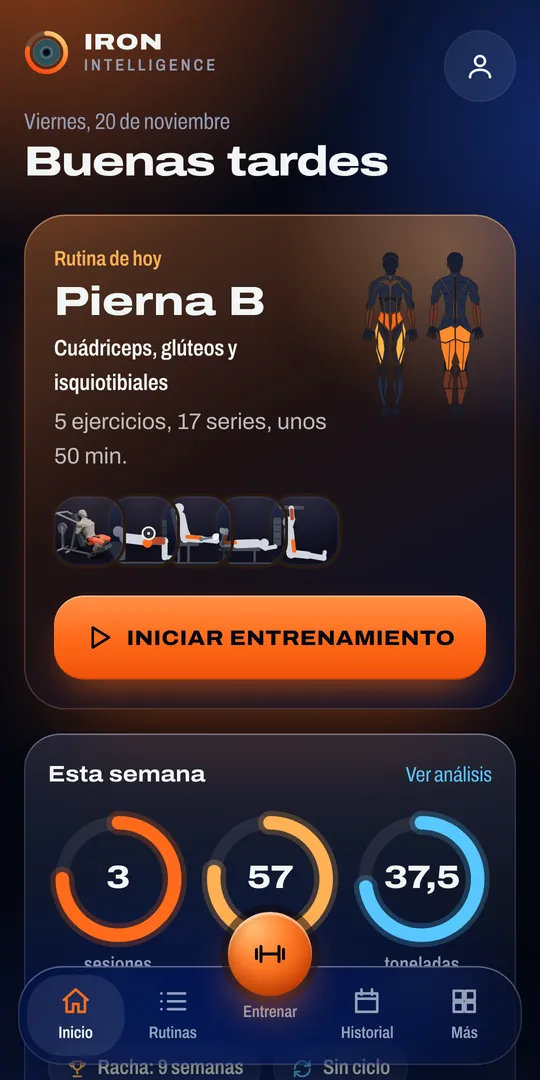 IRON
INTELLIGENCE
Viernes, 20 de noviembre
Buenas tardes
Rutina de hoy
Pierna B
Cuádriceps, glúteos y
isquiotibiales
5 ejercicios, 17 series, unos
50 min.
INICIAR ENTRENAMIENTO
Esta semana
Ver análisis
3
57
37,5
sesiones
toneladas
Inicio
Rutinas
Entrenar
Historial
Más
Racha: 9 semanas
Sin ciclo